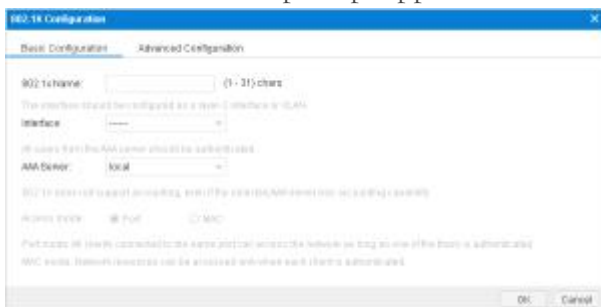 802.1X Configuration
Basic Configuration Advanced Configuration
802.1x Name: (1 - 31) chars
The interface should be configured as a layer-2 interface or VLAN.
Interface: ------
All users from the AAA server should be authenticated.
AAA Server: local
802.1X does not support accounting, even if the selected AAA server has accounting capability.
Access mode: Port MAC
Port mode: All clients connected to the same port can access the network as long as one of the them is authenticated.
MAC mode: Network resources can be accessed only when each client is authenticated.
OK Cancel